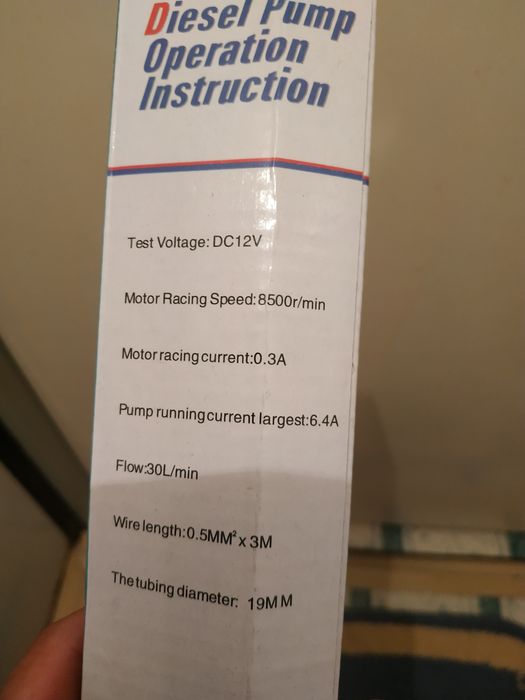 Diesel Pump
Operation
Instruction
Test Voltage: DC12V
Motor Racing Speed:8500r/min
Motor racing current:0.3A
Pump running current largest:6.4A
Flow:30L/min
Wire length:0.5MM² x 3M
The tubing diameter: 19MM